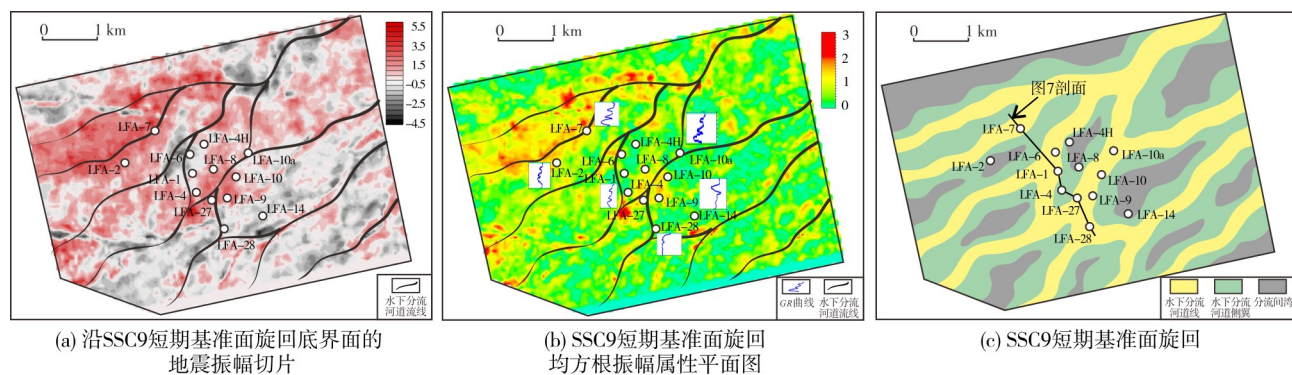 0 1 km
5.5
3.5
1.5
-0.5
-2.5
-4.5
LFA-7
LFA-4H
LFA-2
LFA-6
LFA-8
LFA-10a
LFA-1
LFA-10
LFA-4
LFA-9
LFA-27
LFA-14
LFA-28
水下分流
河道流线
(a) 沿SSC9短期基准面旋回底界面的
地震振幅切片
0 1 km
3
2
1
0
LFA-7
LFA-4H
LFA-6
LFA-8
LFA-10a
LFA-2
LFA-1
LFA-10
LFA-4
LFA-9
LFA-27
LFA-14
LFA-28
GR曲线
水下分流
河道流线
(b) SSC9短期基准面旋回
均方根振幅属性平面图
0 1 km
图7剖面
LFA-7
LFA-4H
LFA-6
LFA-8
LFA-10a
LFA-2
LFA-1
LFA-10
LFA-4
LFA-9
LFA-27
LFA-14
LFA-28
水下分流
河道流线
水下分流
河道侧翼
分流间湾
(c) SSC9短期基准面旋回